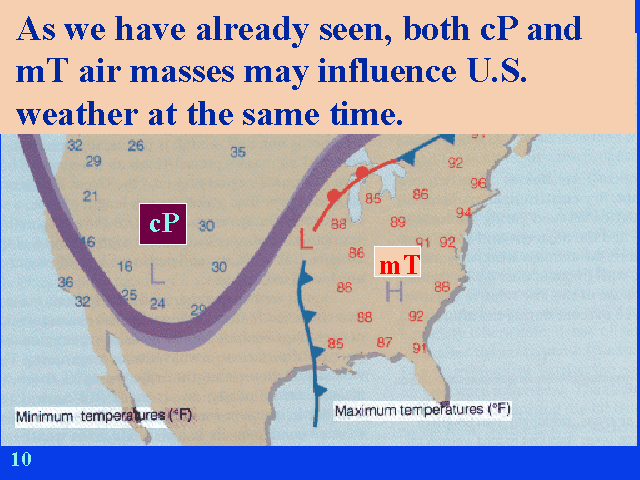 As we have already seen, both cP and
mT air masses may influence U.S.
weather at the same time.
32 26 35
29
92
21
85 86 96
cP 30 88 89 94
16
L 86 91 92
16 L 30 mT
36 25 24 86 H 88
32 29 88 92
85 87 91
Minimum temperatures (°F)
Maximum temperatures (°F)
10